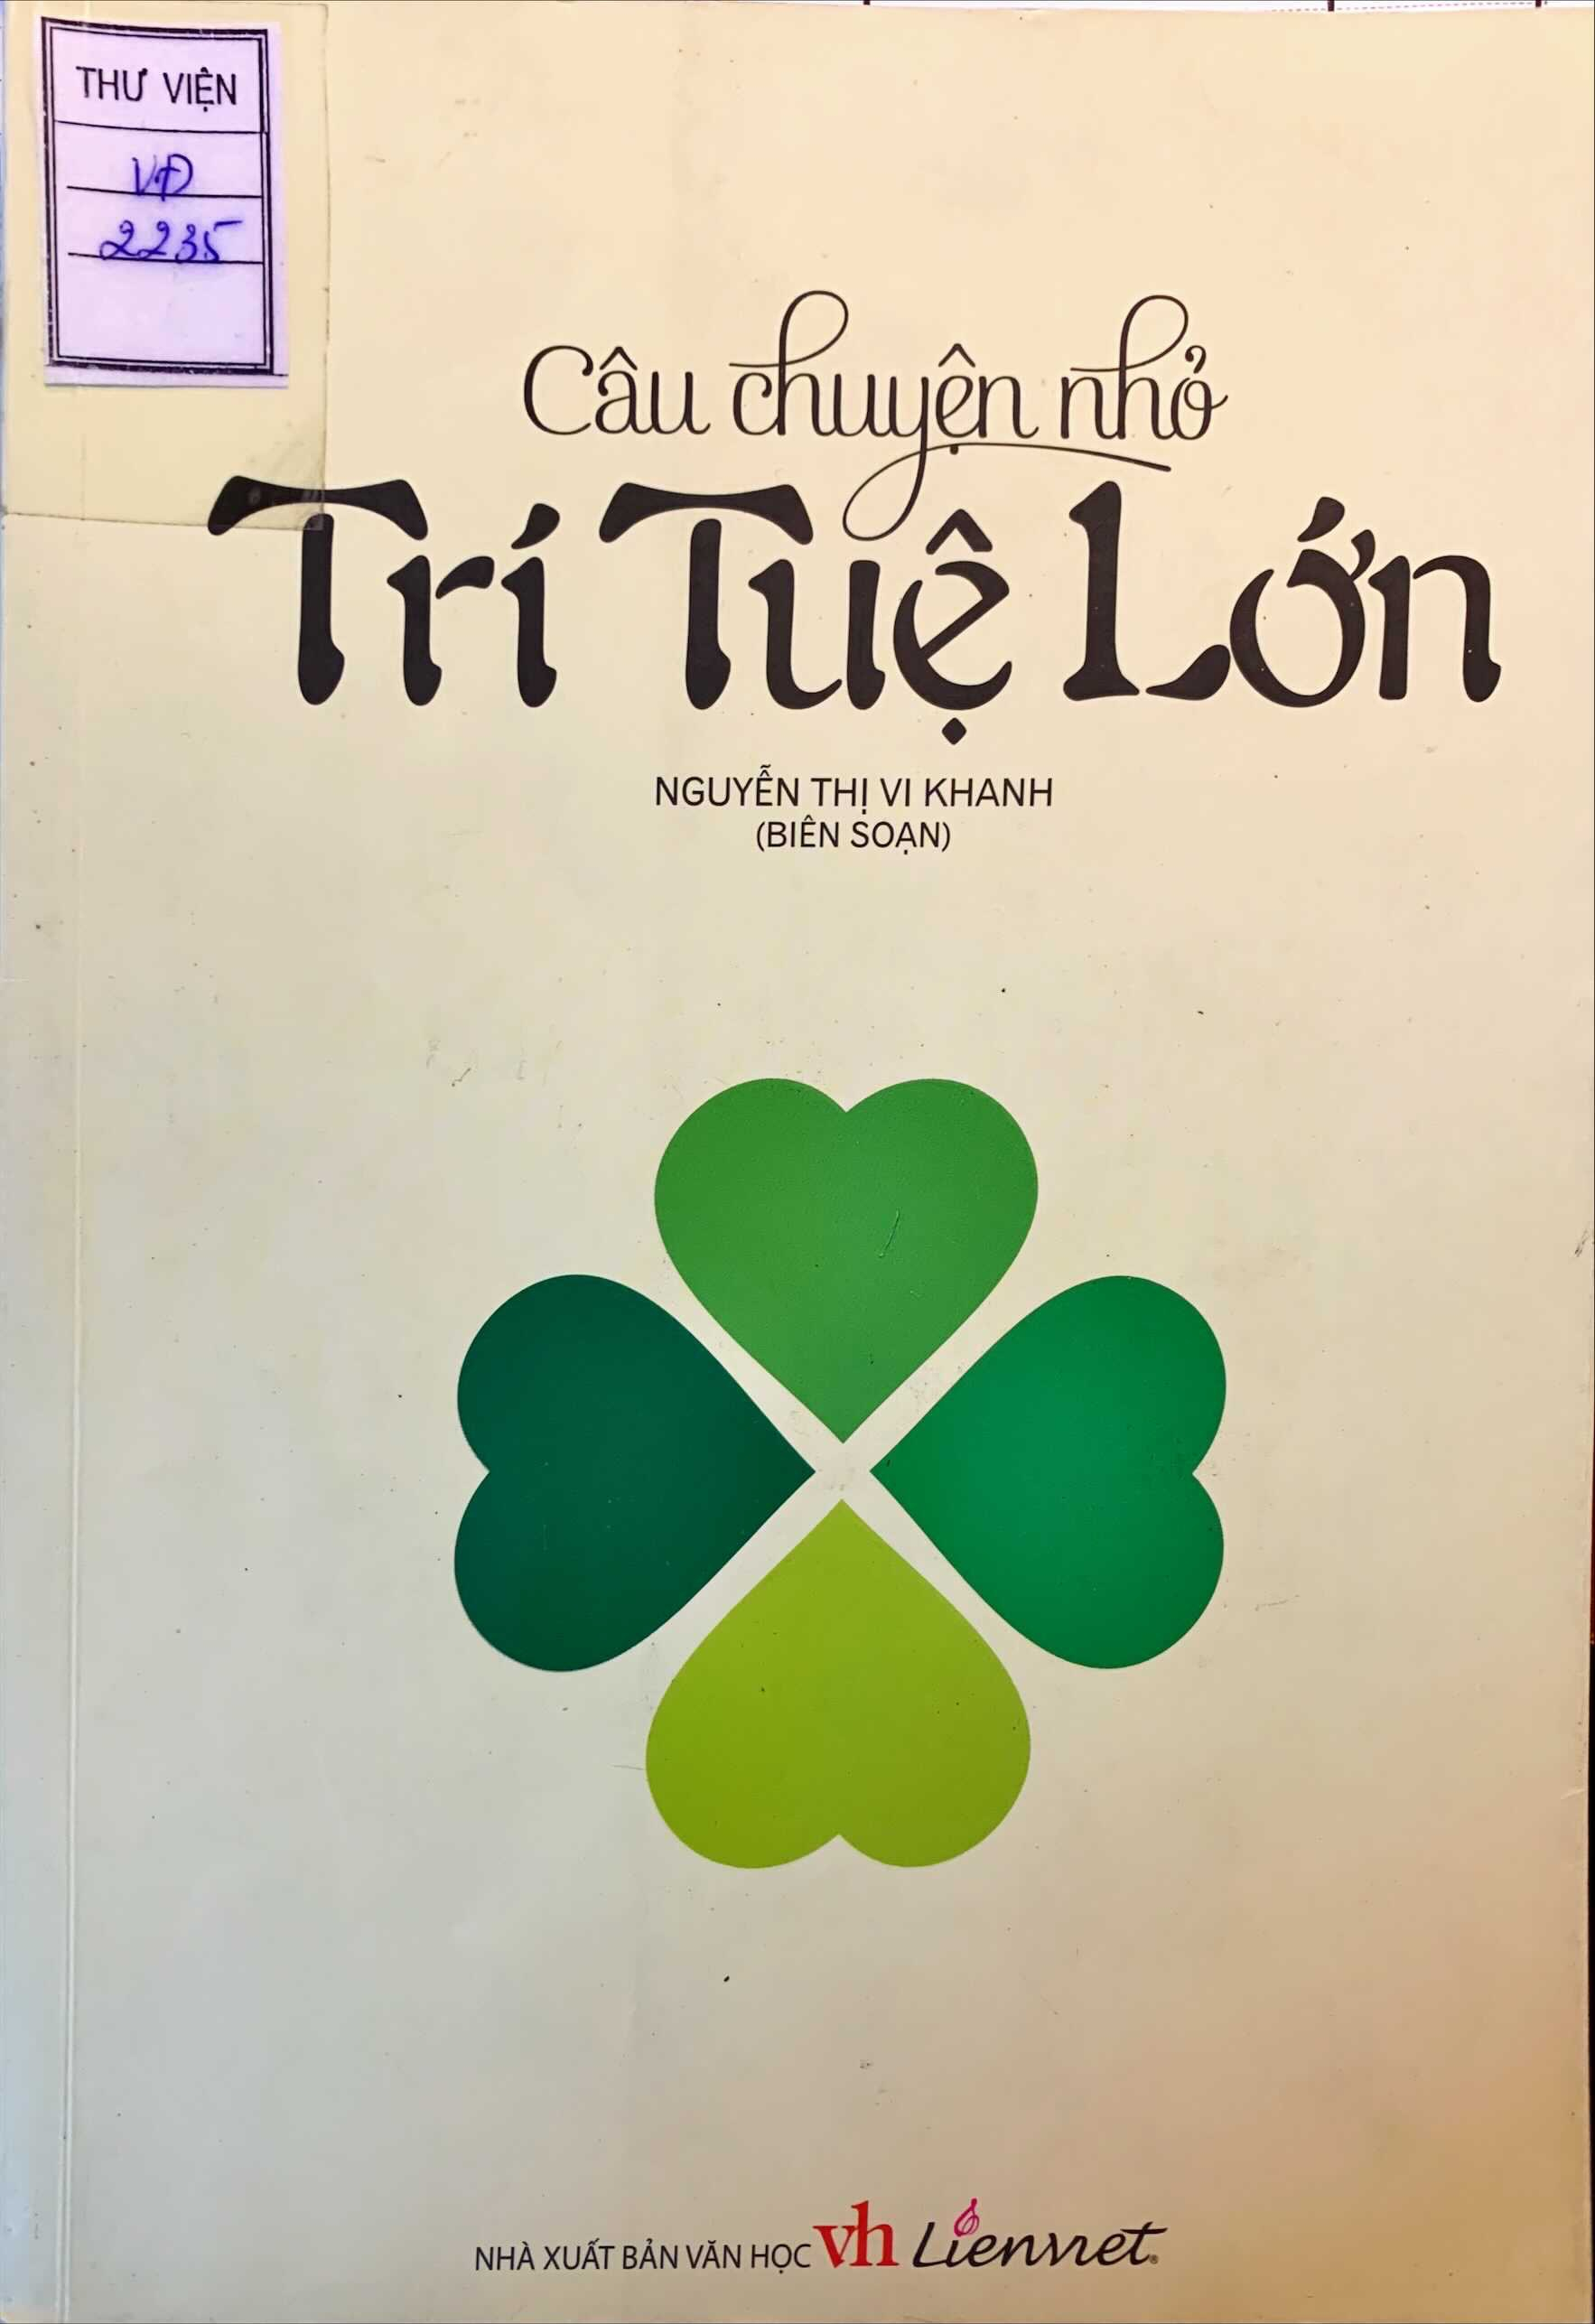 THƯ VIỆN
VĐ
2235
Câu chuyện nhỏ
Trí Tuệ Lớn
NGUYỄN THỊ VI KHANH
(BIÊN SOẠN)
NHÀ XUẤT BẢN VĂN HỌC vh Lienviet